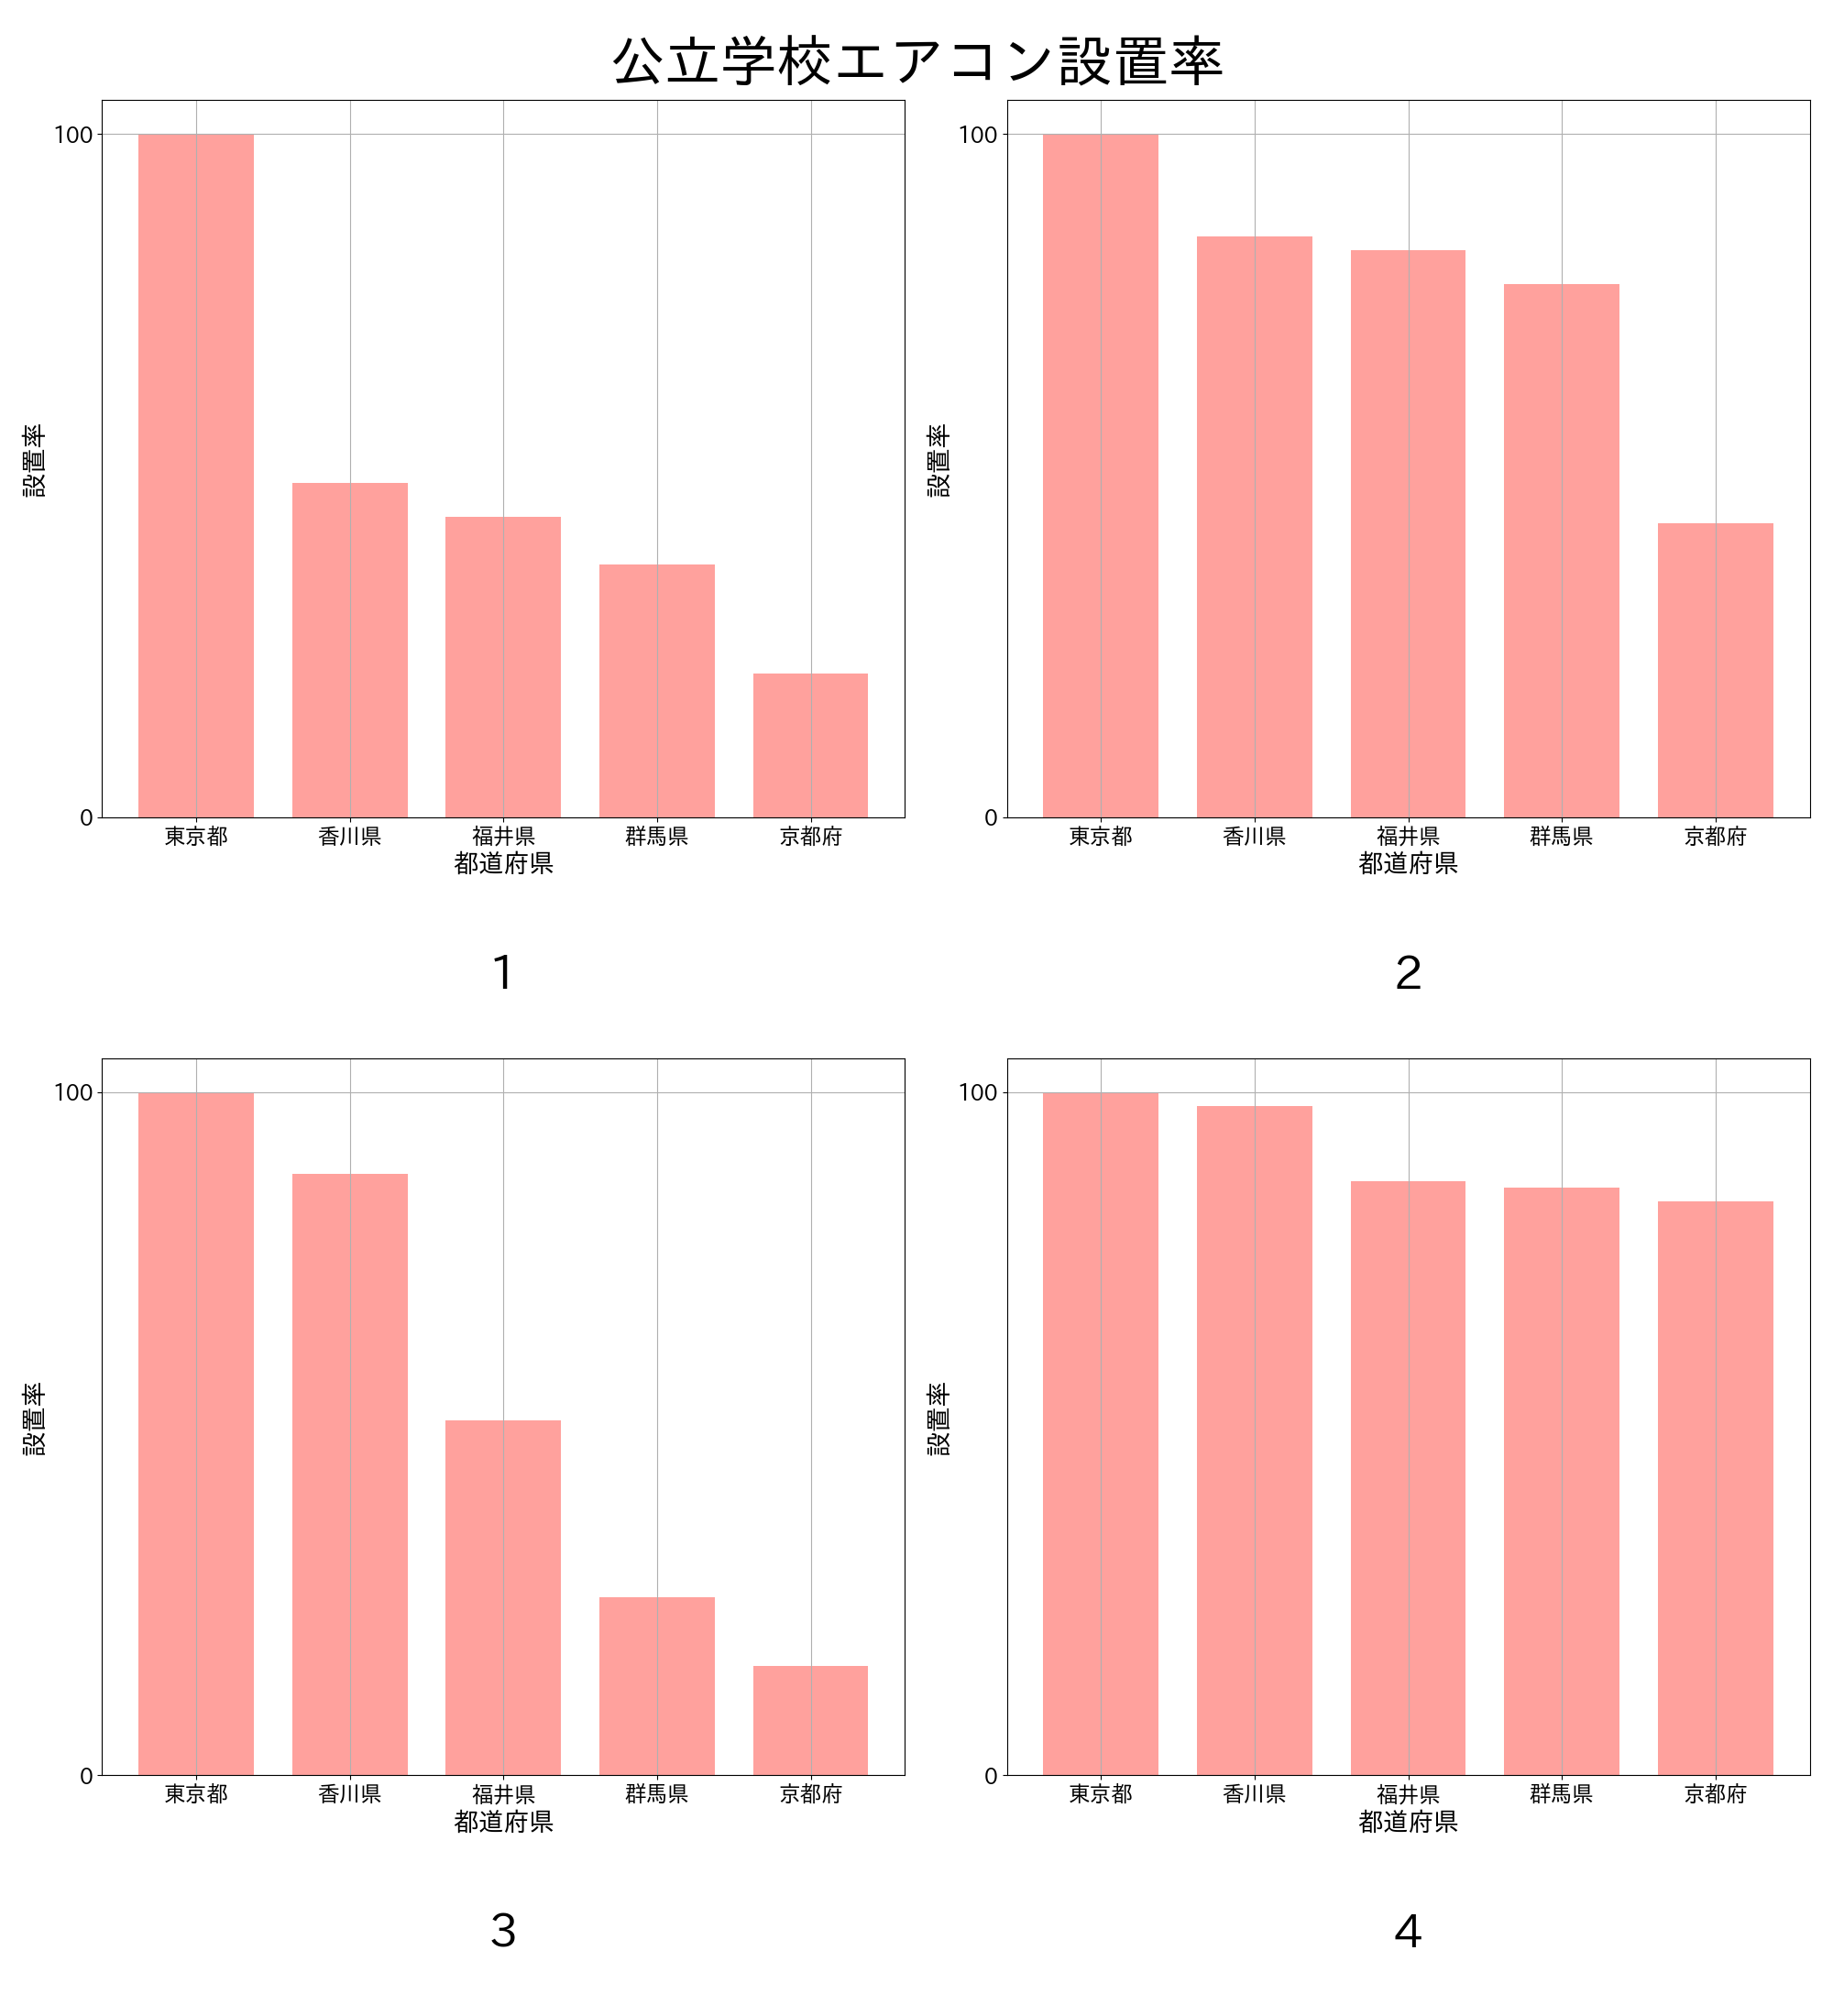 公立学校エアコン設置率
100
0
設置率
東京都 香川県 福井県 群馬県 京都府
都道府県
1
100
0
設置率
東京都 香川県 福井県 群馬県 京都府
都道府県
2
100
0
設置率
東京都 香川県 福井県 群馬県 京都府
都道府県
3
100
0
設置率
東京都 香川県 福井県 群馬県 京都府
都道府県
4